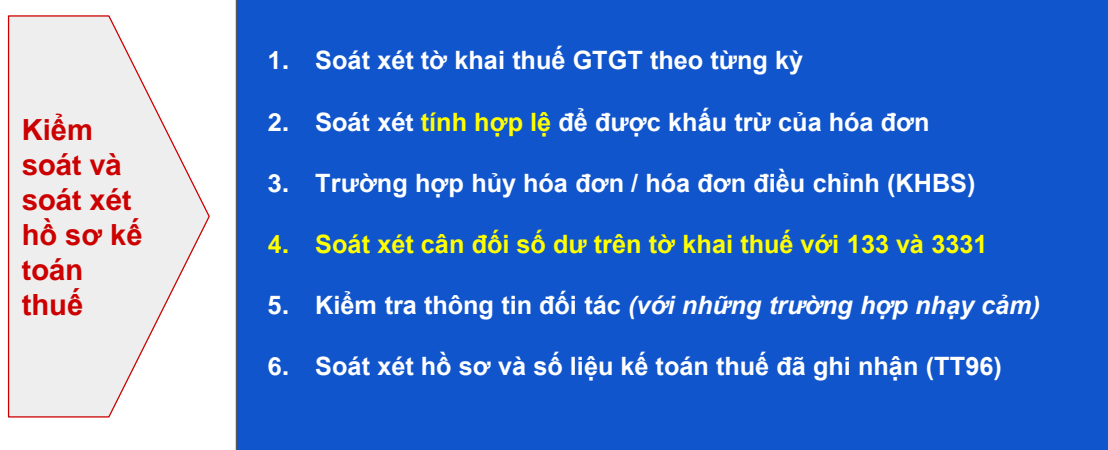 Kiểm
soát và
soát xét
hồ sơ kế
toán
thuế
1. Soát xét tờ khai thuế GTGT theo từng kỳ
2. Soát xét tính hợp lệ để được khấu trừ của hóa đơn
3. Trường hợp hủy hóa đơn / hóa đơn điều chỉnh (KHBS)
4. Soát xét cân đối số dư trên tờ khai thuế với 133 và 3331
5. Kiểm tra thông tin đối tác (với những trường hợp nhạy cảm)
6. Soát xét hồ sơ và số liệu kế toán thuế đã ghi nhận (TT96)